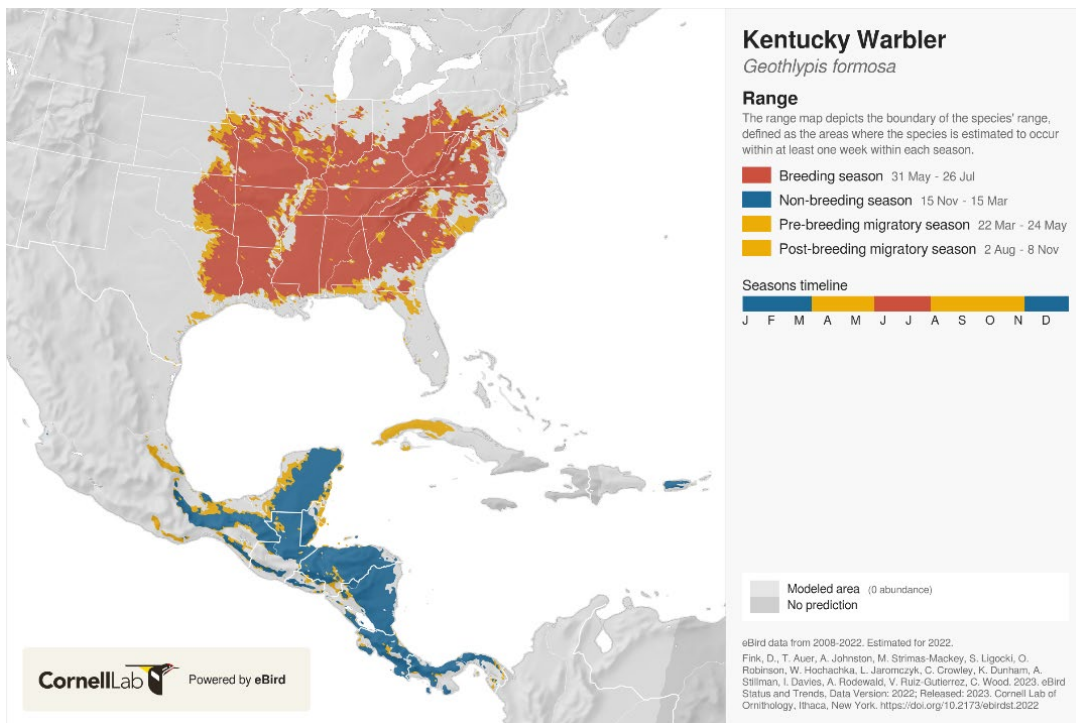 Kentucky Warbler
Geothlypis formosa
Range
The range map depicts the boundary of the species' range,
defined as the areas where the species is estimated to occur
within at least one week within each season.
Breeding season 31 May - 26 Jul
Non-breeding season 15 Nov - 15 Mar
Pre-breeding migratory season 22 Mar - 24 May
Post-breeding migratory season 2 Aug - 8 Nov
Seasons timeline
J F M A M J J A S O N D
Modeled area (0 abundance)
No prediction
eBird data from 2008-2022. Estimated for 2022.
Fink, D., T. Auer, A. Johnston, M. Strimas-Mackey, S. Ligocki, O.
Robinson, W. Hochachka, L. Jaromczyk, C. Crowley, K. Dunham, A.
Stillman, I. Davies, A. Rodewald, V. Ruiz-Gutierrez, C. Wood. 2023. eBird
Status and Trends, Data Version: 2022; Released: 2023. Cornell Lab of
Ornithology, Ithaca, New York. https://doi.org/10.2173/ebirdst.2022
CornellLab Powered by eBird